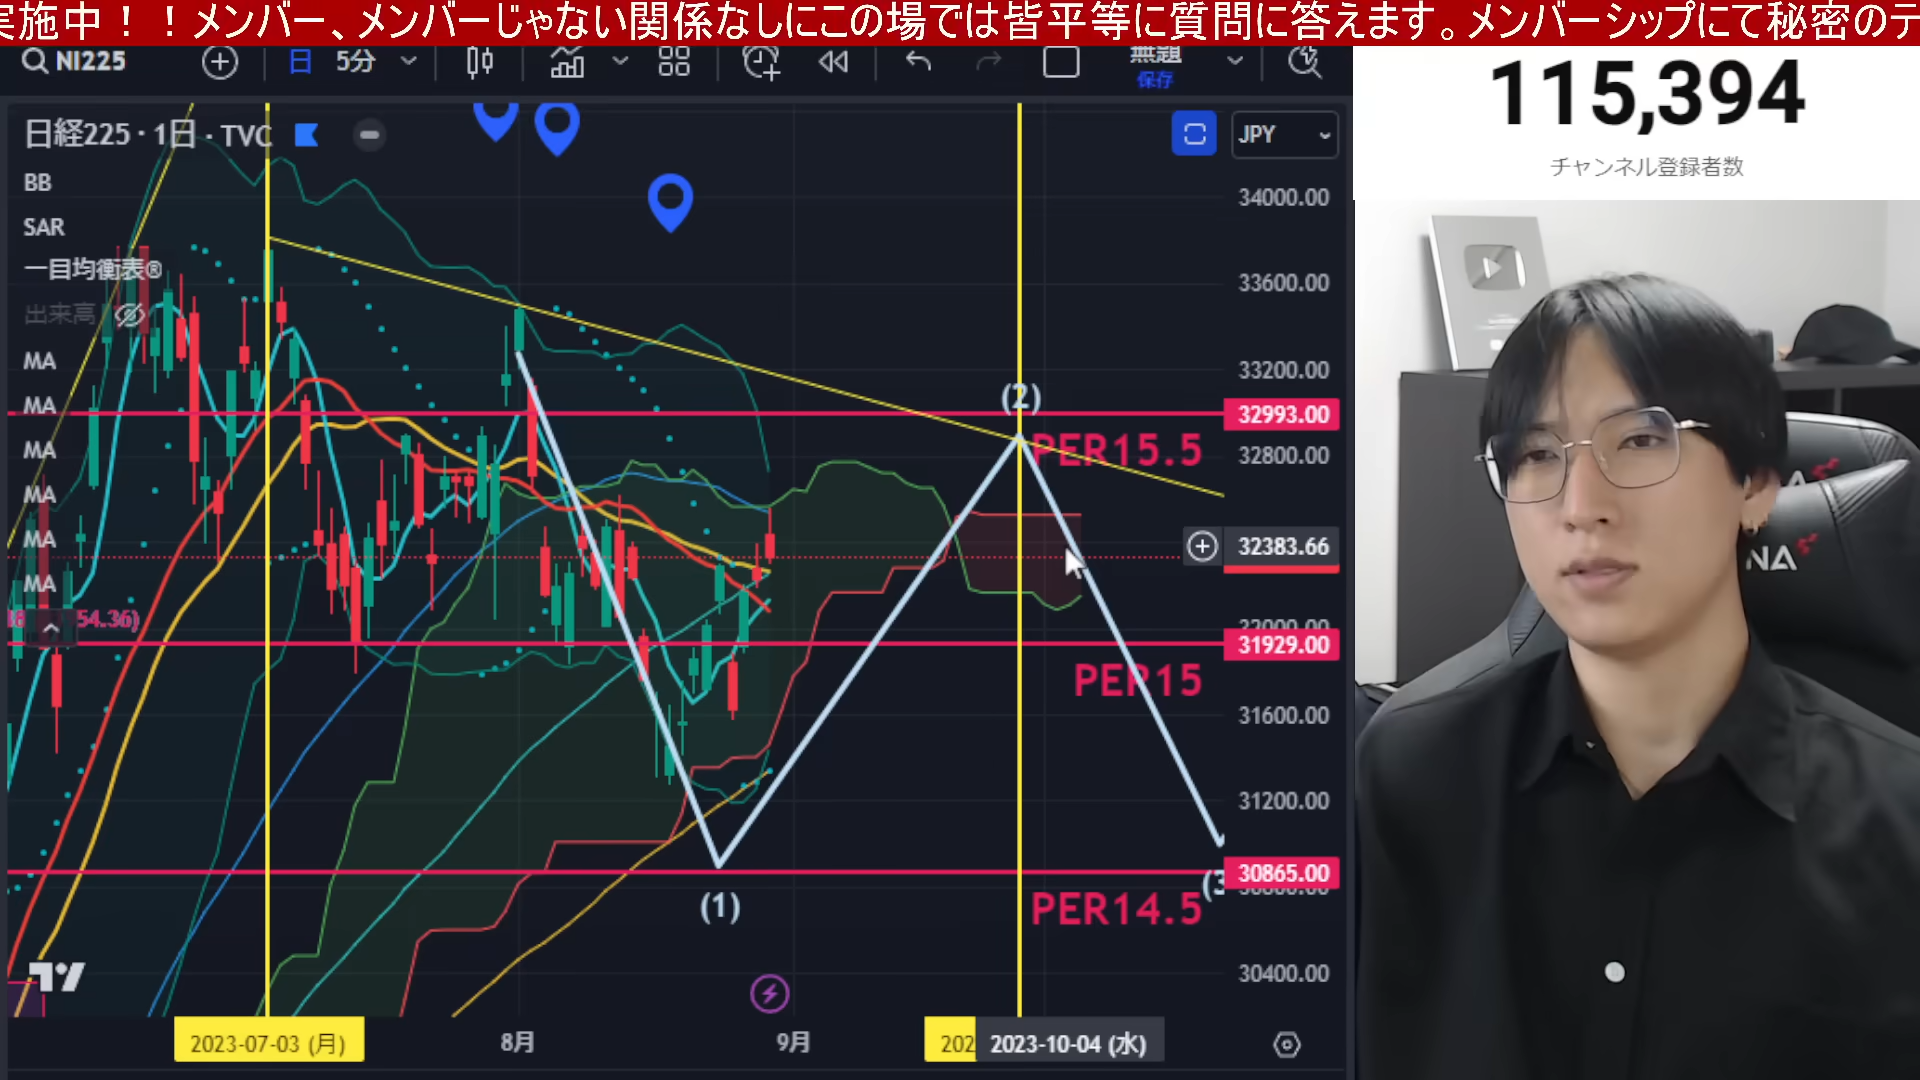 実施中！！メンバー、メンバーじゃない関係なしにこの場では皆平等に質問に答えます。メンバーシップにて秘密のテ
NI225
日
5分
無題
保存
115,394
チャンネル登録者数
日経225 · 1日 · TVC
JPY
BB
SAR
一目均衡表®
出来高
MA
MA
MA
MA
MA
MA
54.36)
34000.00
33600.00
33200.00
32993.00
32800.00
32383.66
32000.00
31929.00
31600.00
31200.00
30865.00
30400.00
(2)
PER15.5
PER15
(1)
PER14.5
(3
NA
2023-07-03 (月)
8月
9月
202
2023-10-04 (水)